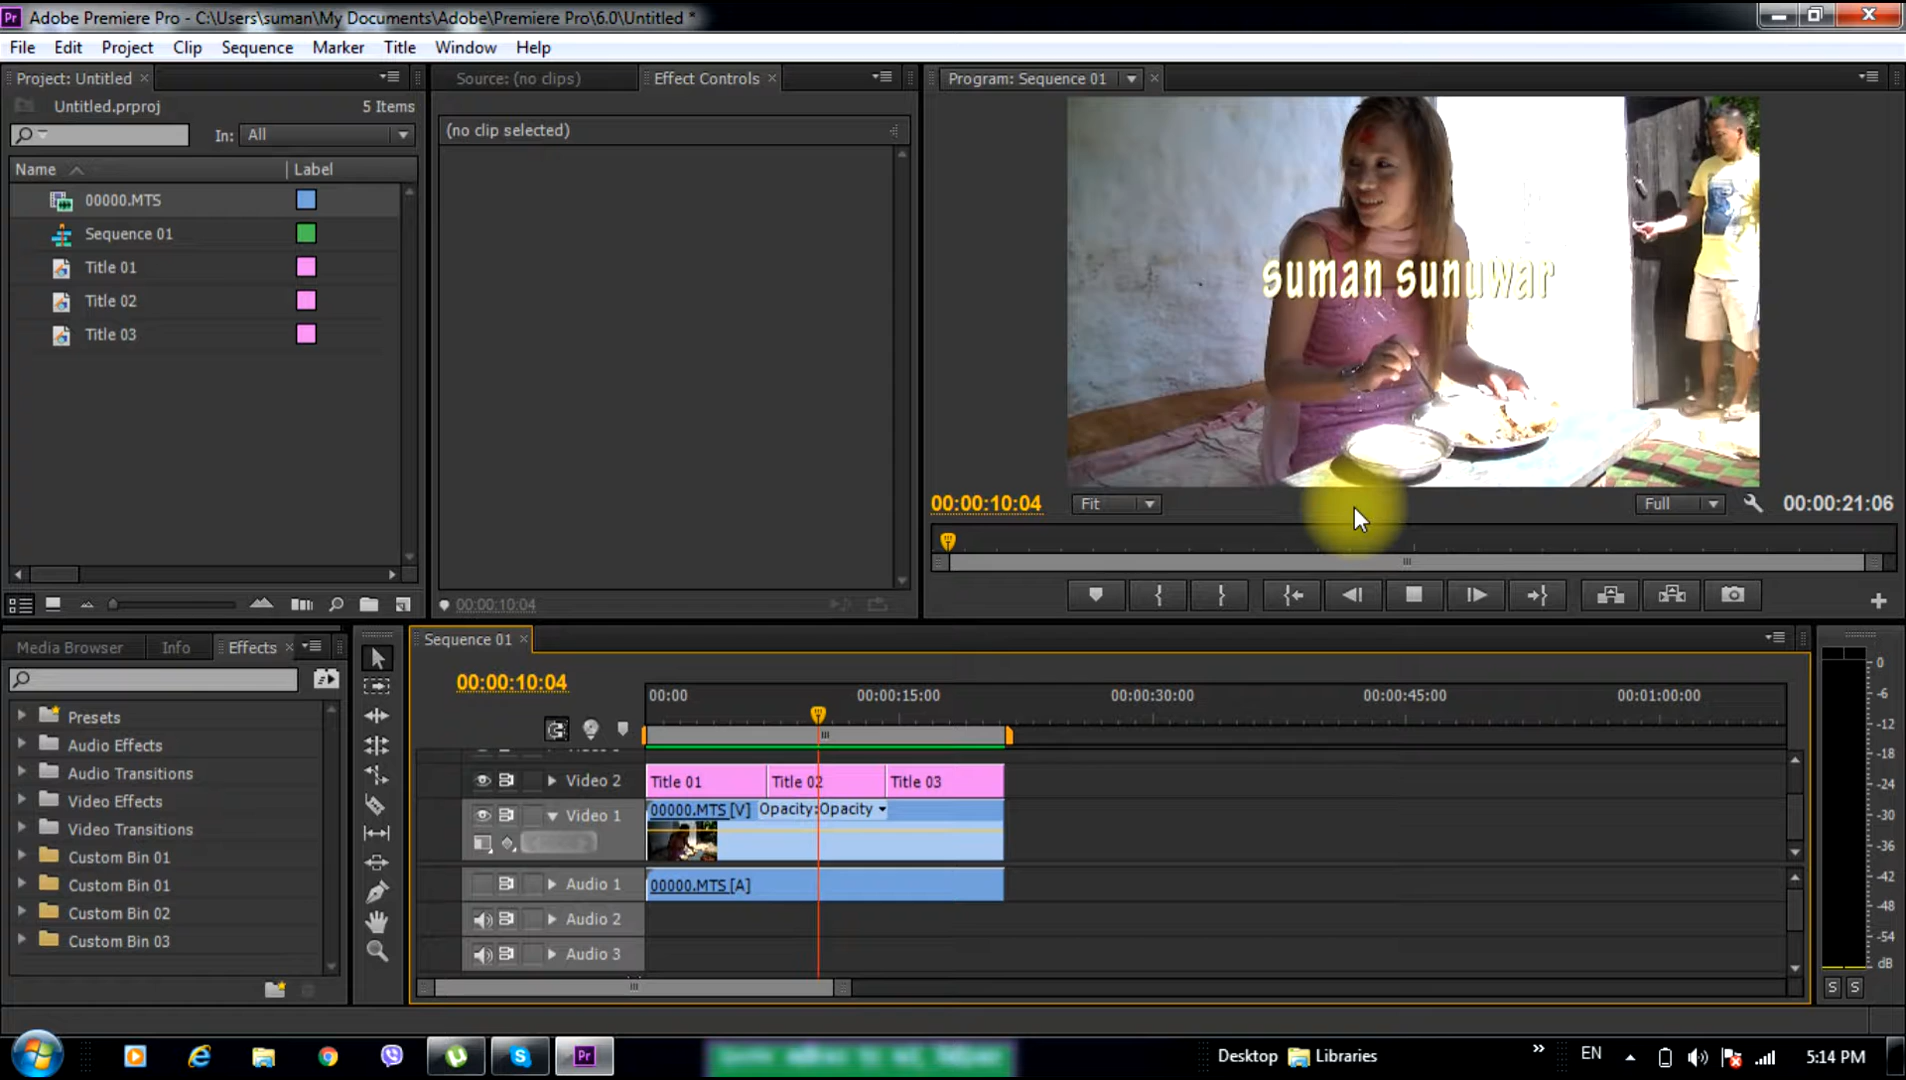 Adobe Premiere Pro - C:\Users\suman\My Documents\Adobe\Premiere Pro\6.0\Untitled *
File Edit Project Clip Sequence Marker Title Window Help
Project: Untitled
Untitled.prproj 5 Items
In: All
Name Label
00000.MTS
Sequence 01
Title 01
Title 02
Title 03
Source: (no clips) Effect Controls
(no clip selected)
00:00:10:04
Program: Sequence 01
suman sunuwar
00:00:10:04 Fit Full 00:00:21:06
Media Browser Info Effects
Presets
Audio Effects
Audio Transitions
Video Effects
Video Transitions
Custom Bin 01
Custom Bin 01
Custom Bin 02
Custom Bin 03
Sequence 01
00:00:10:04
00:00 00:00:15:00 00:00:30:00 00:00:45:00 00:01:00:00
Video 2 Title 01 Title 02 Title 03
Video 1 00000.MTS [V] Opacity:Opacity
Audio 1 00000.MTS [A]
Audio 2
Audio 3
0
-6
-12
-18
-24
-30
-36
-42
-48
-54
dB
S S
Desktop Libraries EN 5:14 PM